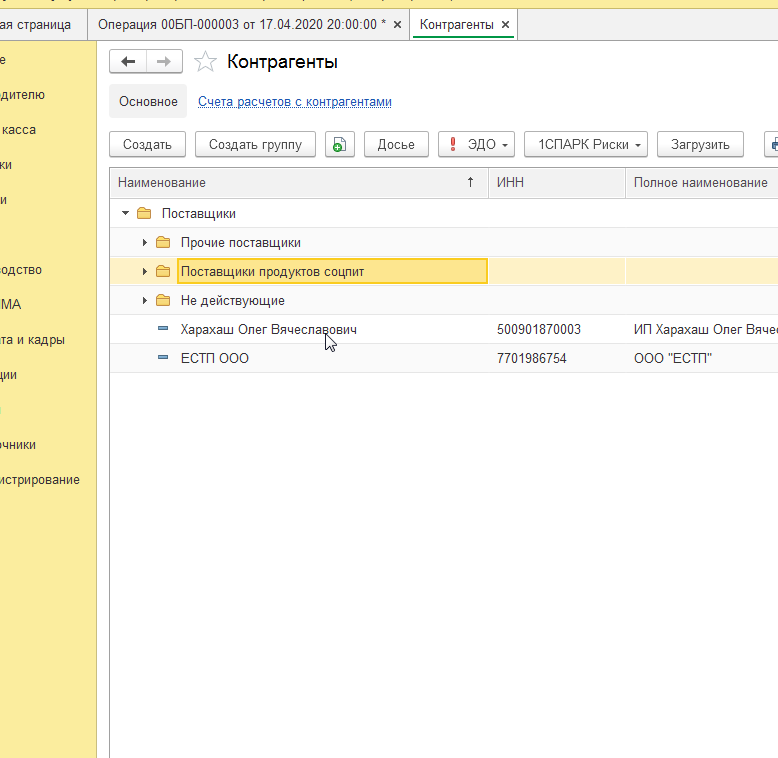 ая страница
Операция 00БП-000003 от 17.04.2020 20:00:00 *
Контрагенты
е
одителю
касса
ки
и
одство
МА
та и кадры
ции
очники
истрирование
Контрагенты
Основное
Счета расчетов с контрагентами
Создать
Создать группу
Досье
ЭДО
1СПАРК Риски
Загрузить
Наименование ↑ ИНН Полное наименование
Поставщики
Прочие поставщики
Поставщики продуктов соцпит
Не действующие
Харахаш Олег Вячеславович 500901870003 ИП Харахаш Олег Вяче
ЕСТП ООО 7701986754 ООО "ЕСТП"